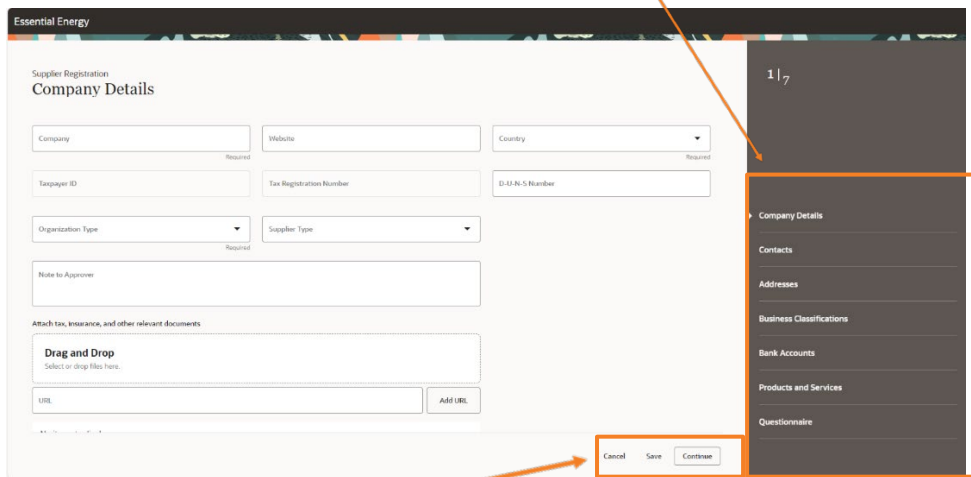 Essential Energy
Supplier Registration
Company Details
Company
Website
Country
Required
Required
Taxpayer ID
Tax Registration Number
D-U-N-S Number
Organization Type
Supplier Type
Required
Note to Approver
Attach tax, insurance, and other relevant documents
Drag and Drop
Select or drop files here.
URL
Add URL
Cancel
Save
Continue
1|7
Company Details
Contacts
Addresses
Business Classifications
Bank Accounts
Products and Services
Questionnaire